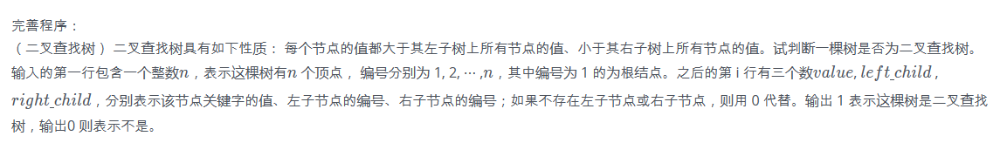 完善程序：
（二叉查找树）二叉查找树具有如下性质： 每个节点的值都大于其左子树上所有节点的值、小于其右子树上所有节点的值。试判断一棵树是否为二叉查找树。
输入的第一行包含一个整数n，表示这棵树有n 个顶点， 编号分别为 1, 2, ⋯ ,n，其中编号为 1 的为根结点。之后的第 i 行有三个数value, left_child ,
right_child，分别表示该节点关键字的值、左子节点的编号、右子节点的编号；如果不存在左子节点或右子节点，则用 0 代替。输出 1 表示这棵树是二叉查找
树，输出0 则表示不是。